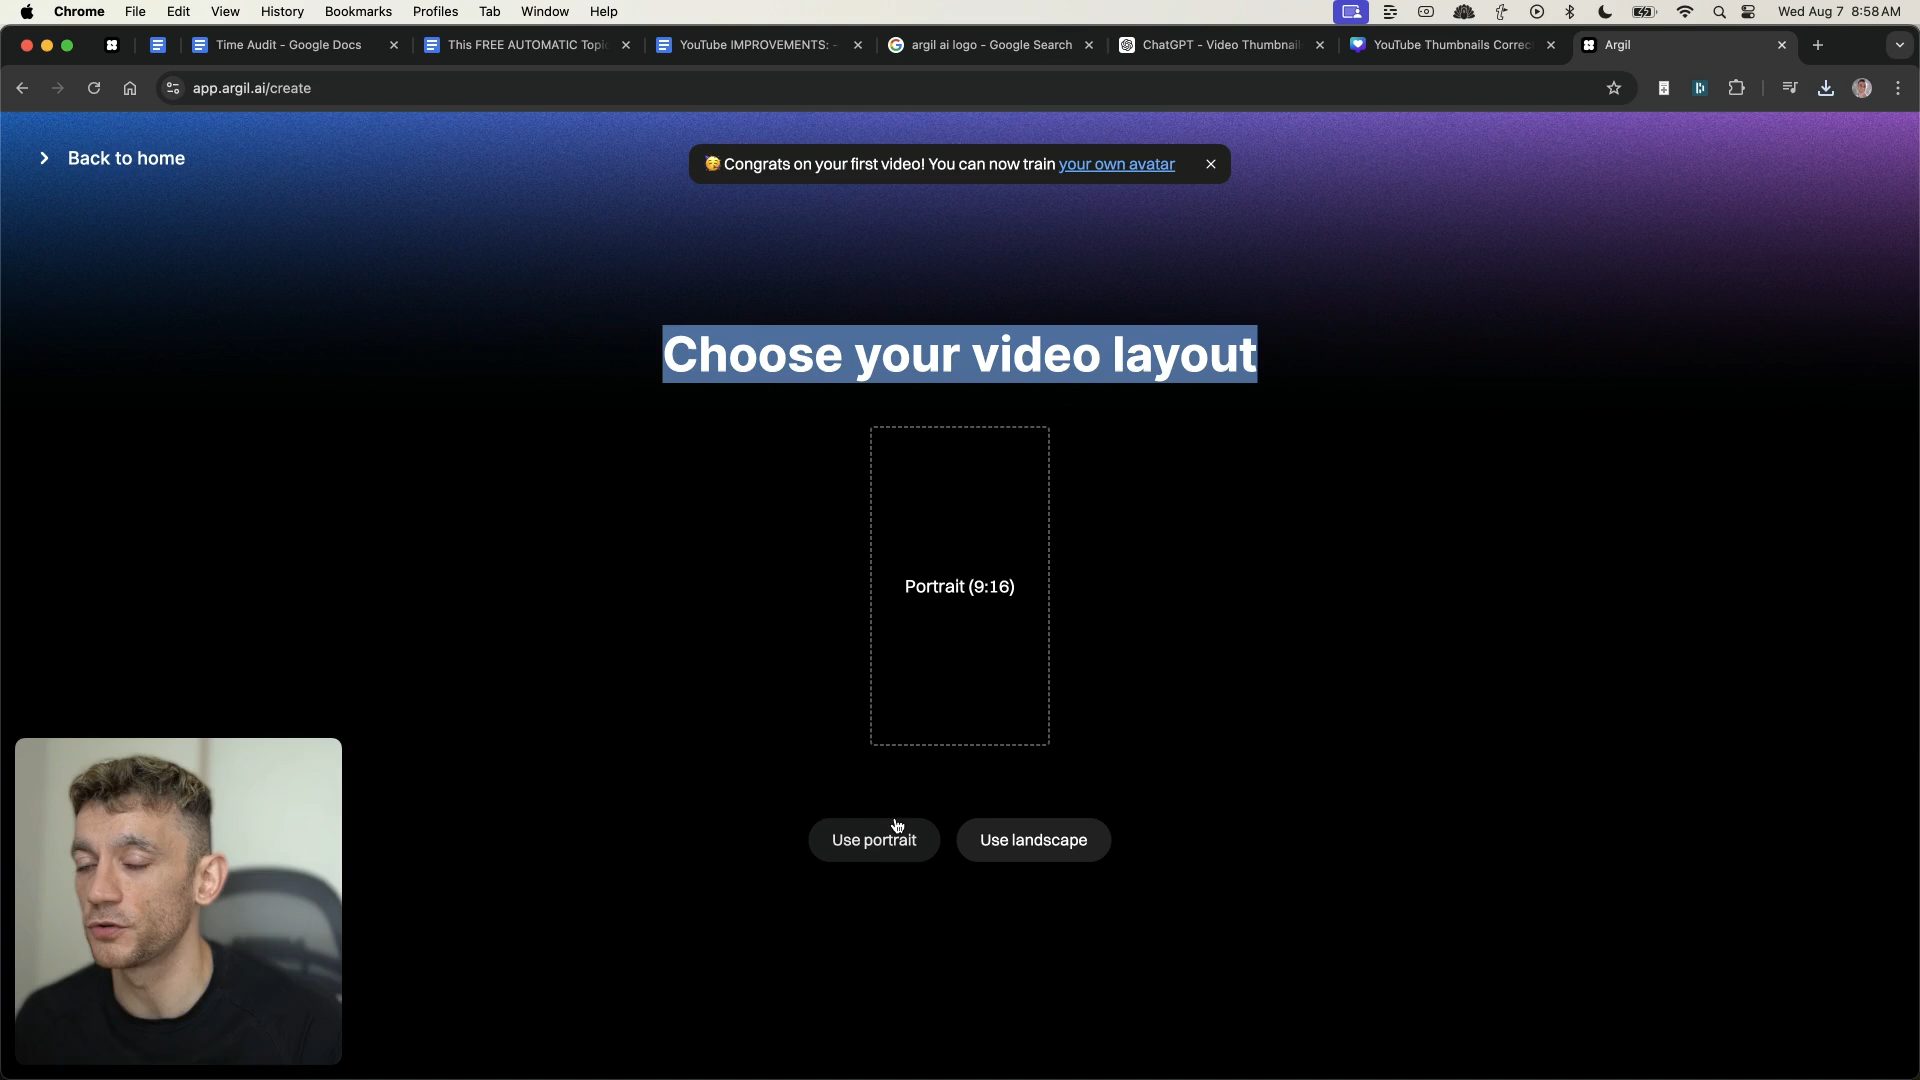 Chrome File Edit View History Bookmarks Profiles Tab Window Help
Wed Aug 7 8:58 AM
Time Audit - Google Docs
This FREE AUTOMATIC Topi
YouTube IMPROVEMENTS: -
argil ai logo - Google Search
ChatGPT - Video Thumbnail
YouTube Thumbnails Correc
Argil
app.argil.ai/create
Back to home
Congrats on your first video! You can now train your own avatar
Choose your video layout
Portrait (9:16)
Use portrait
Use landscape